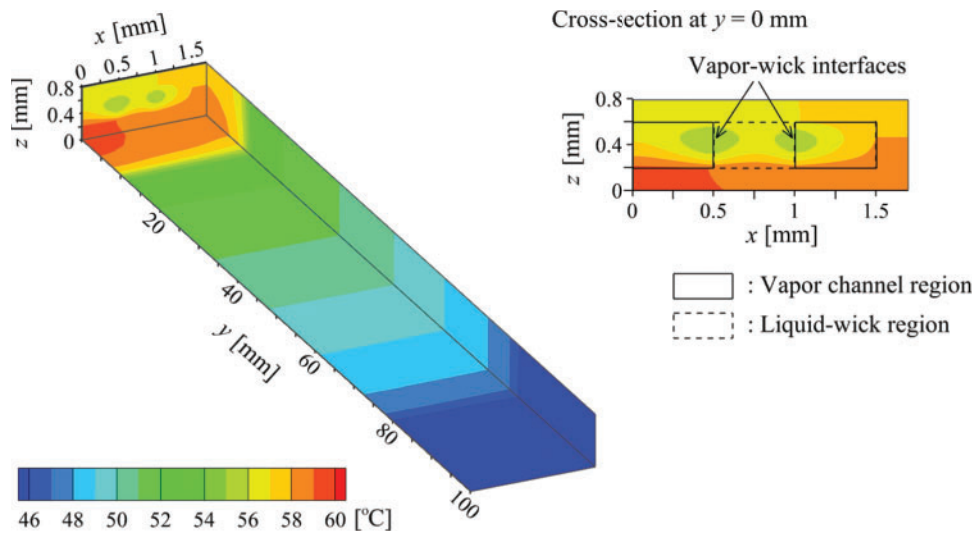 x [mm]
0 0.5 1 1.5
0.8
0.4
0
z [mm]
20
40
60
80
100
y [mm]
46 48 50 52 54 56 58 60 [°C]
Cross-section at y = 0 mm
Vapor-wick interfaces
0.8
0.4
0
z [mm]
0 0.5 1 1.5
x [mm]
: Vapor channel region
: Liquid-wick region